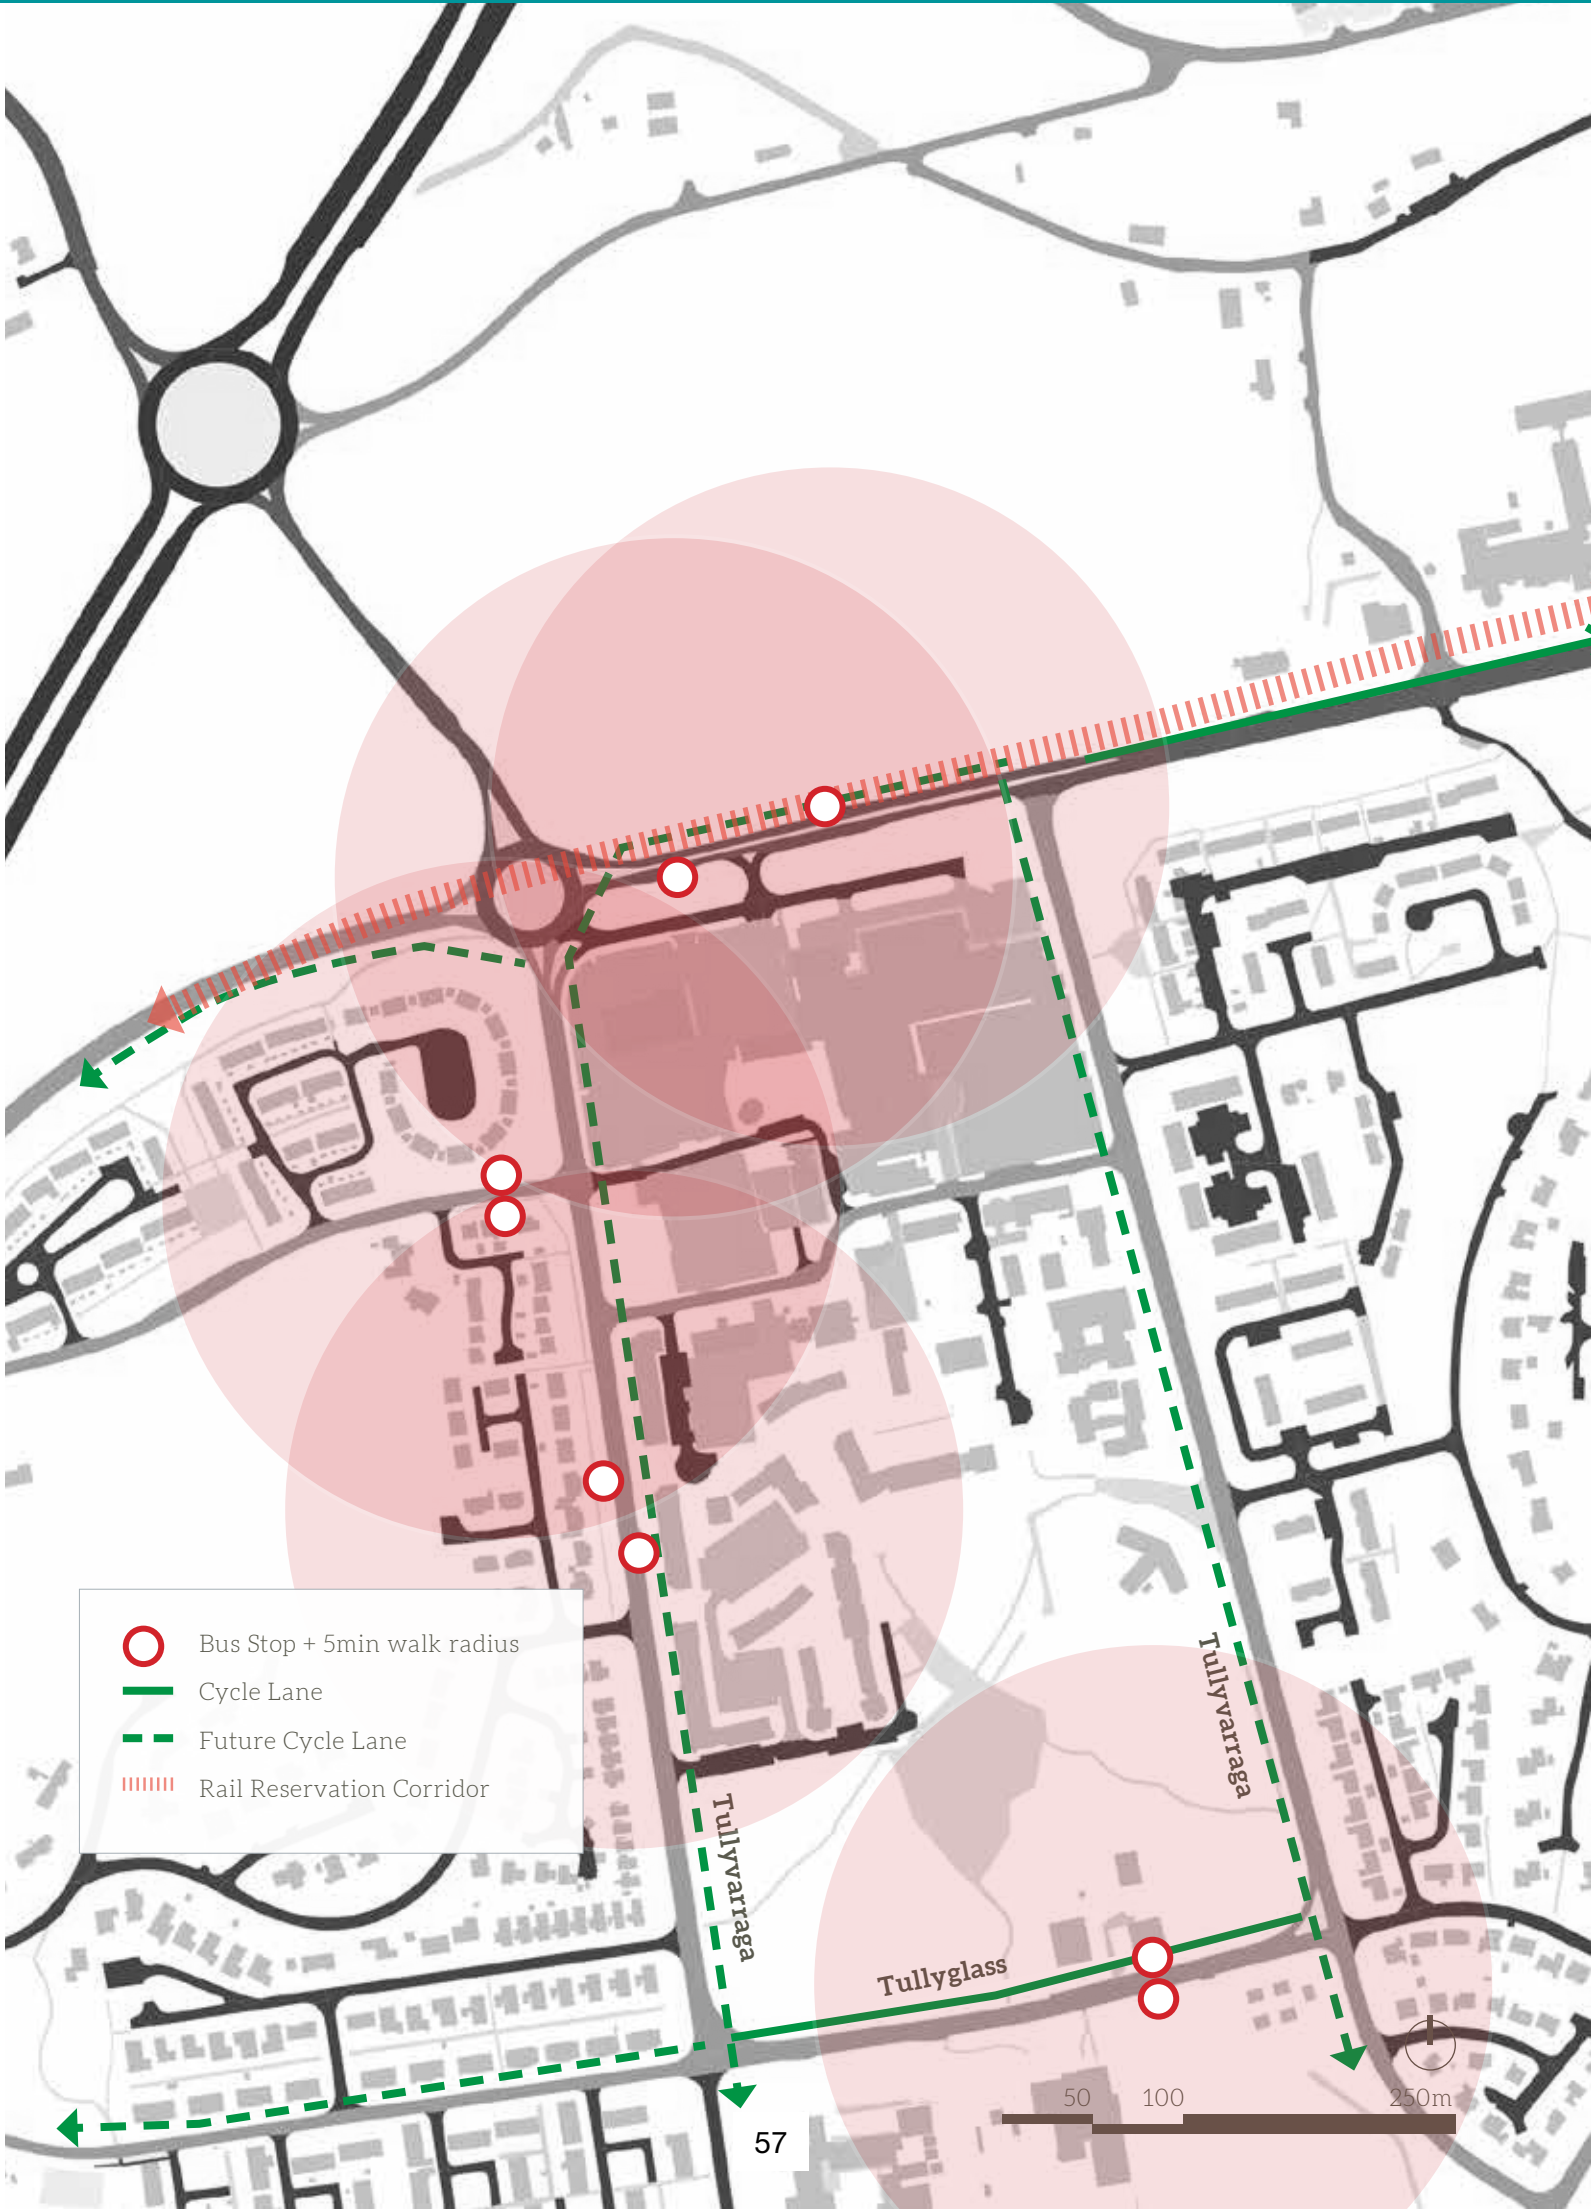 Bus Stop + 5min walk radius
Cycle Lane
Future Cycle Lane
Rail Reservation Corridor
Tullyvarraga
Tullyvarraga
Tullyglass
50 100 250m
57